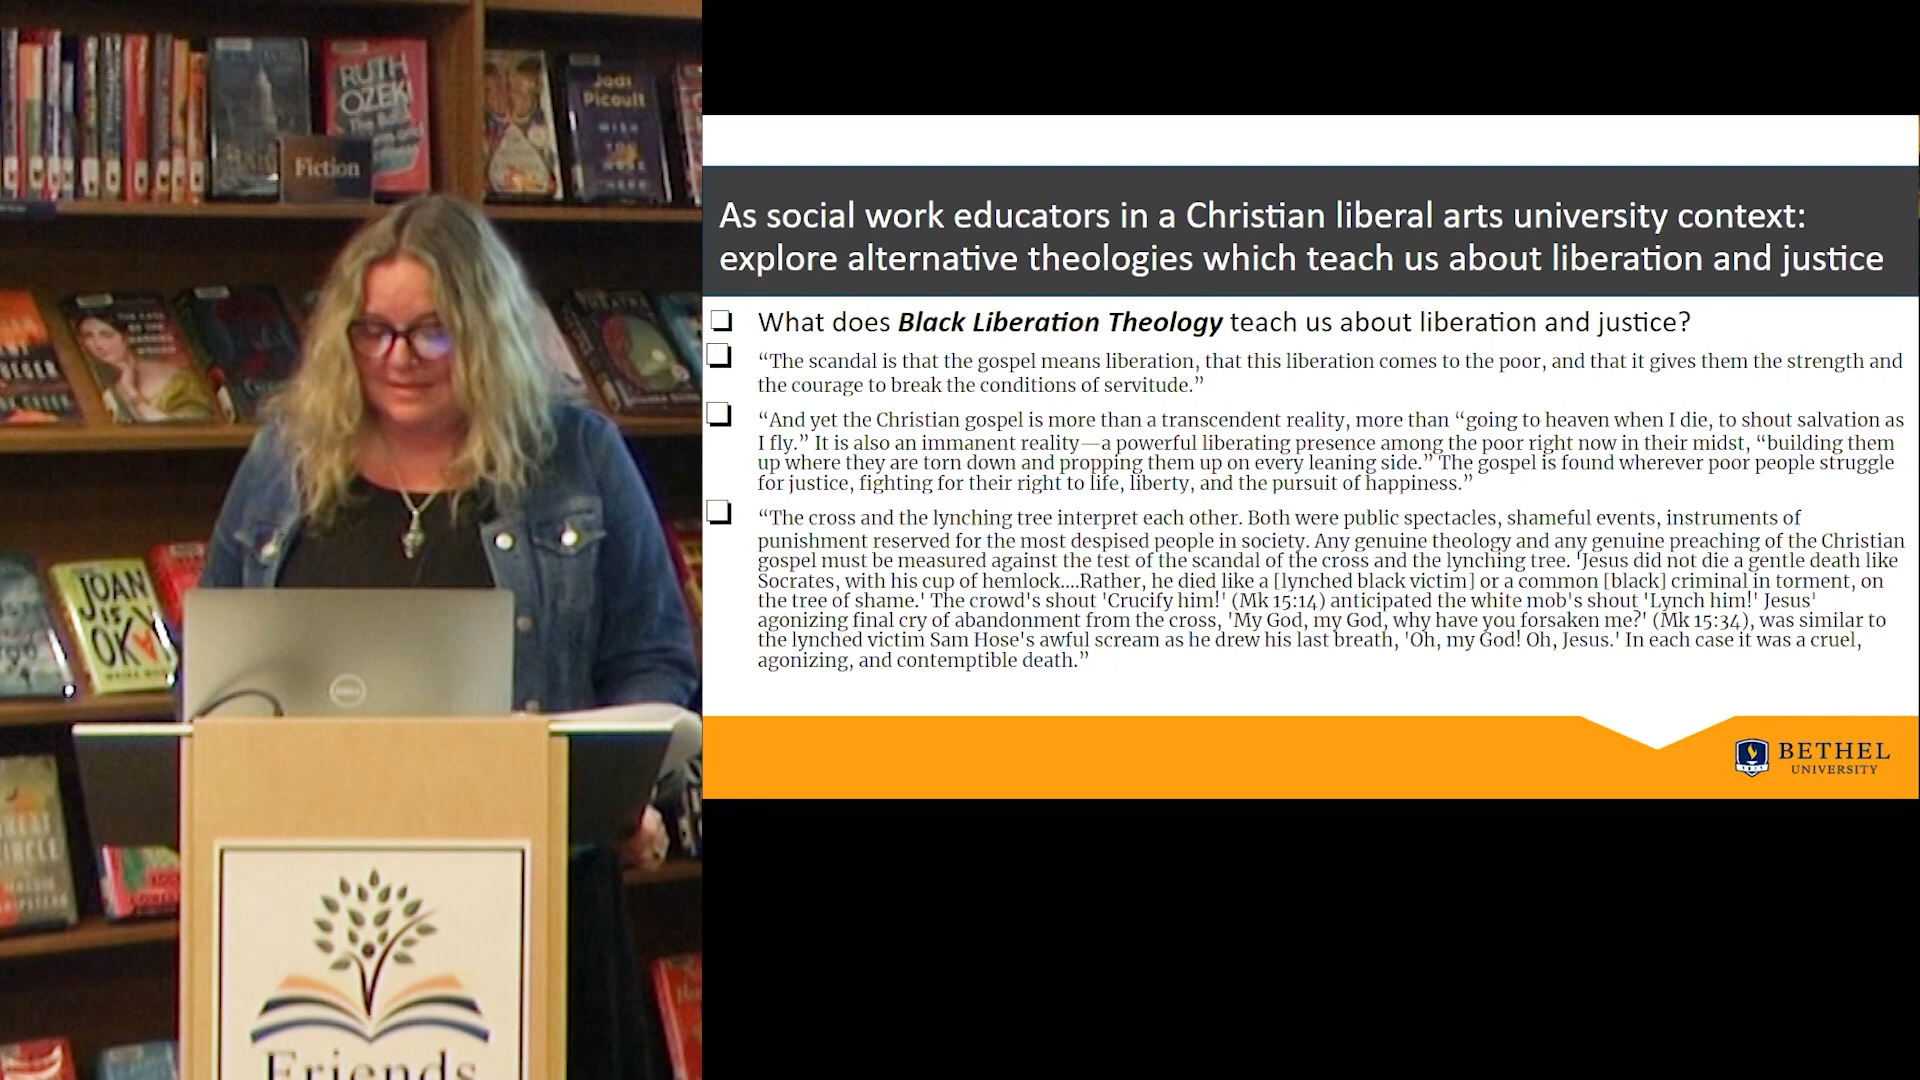 RUTH
OZEKI
Jodi
Picoult
WISH
YOU
WERE
HERE
Fiction
JOAN
IS
OKAY
DELL
Friends
As social work educators in a Christian liberal arts university context:
explore alternative theologies which teach us about liberation and justice
What does Black Liberation Theology teach us about liberation and justice?
“The scandal is that the gospel means liberation, that this liberation comes to the poor, and that it gives them the strength and
the courage to break the conditions of servitude.”
“And yet the Christian gospel is more than a transcendent reality, more than “going to heaven when I die, to shout salvation as
I fly.” It is also an immanent reality—a powerful liberating presence among the poor right now in their midst, “building them
up where they are torn down and propping them up on every leaning side.” The gospel is found wherever poor people struggle
for justice, fighting for their right to life, liberty, and the pursuit of happiness.”
“The cross and the lynching tree interpret each other. Both were public spectacles, shameful events, instruments of
punishment reserved for the most despised people in society. Any genuine theology and any genuine preaching of the Christian
gospel must be measured against the test of the scandal of the cross and the lynching tree. 'Jesus did not die a gentle death like
Socrates, with his cup of hemlock....Rather, he died like a [lynched black victim] or a common [black] criminal in torment, on
the tree of shame.' The crowd's shout 'Crucify him!' (Mk 15:14) anticipated the white mob's shout 'Lynch him!' Jesus'
agonizing final cry of abandonment from the cross, 'My God, my God, why have you forsaken me?' (Mk 15:34), was similar to
the lynched victim Sam Hose's awful scream as he drew his last breath, 'Oh, my God! Oh, Jesus.' In each case it was a cruel,
agonizing, and contemptible death.”
BETHEL
UNIVERSITY